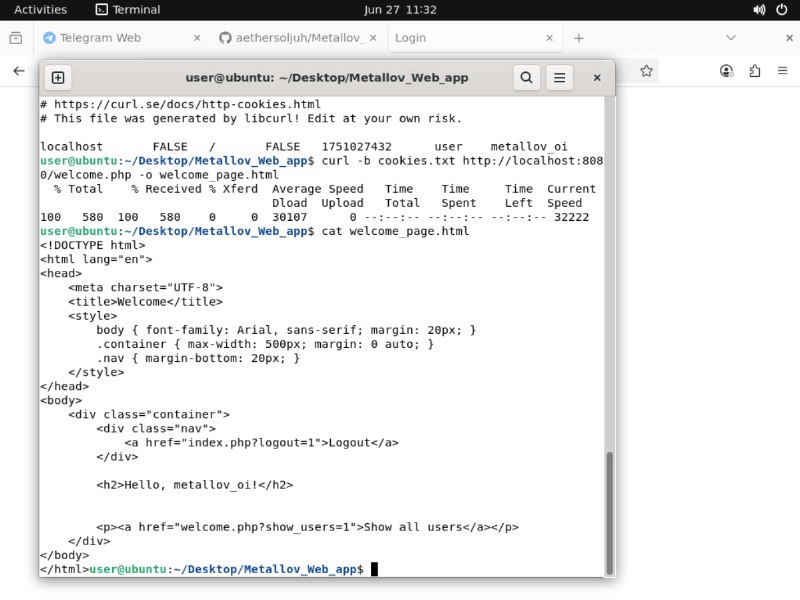 Activities Terminal Jun 27 11:32
Telegram Web aethersoljuh/Metallov_ Login
user@ubuntu: ~/Desktop/Metallov_Web_app
# https://curl.se/docs/http-cookies.html
# This file was generated by libcurl! Edit at your own risk.
localhost FALSE / FALSE 1751027432 user metallov_oi
user@ubuntu:~/Desktop/Metallov_Web_app$ curl -b cookies.txt http://localhost:808
0/welcome.php -o welcome_page.html
% Total % Received % Xferd Average Speed Time Time Time Current
Dload Upload Total Spent Left Speed
100 580 100 580 0 0 30107 0 --:--:-- --:--:-- --:--:-- 32222
user@ubuntu:~/Desktop/Metallov_Web_app$ cat welcome_page.html
<!DOCTYPE html>
<html lang="en">
<head>
    <meta charset="UTF-8">
    <title>Welcome</title>
    <style>
        body { font-family: Arial, sans-serif; margin: 20px; }
        .container { max-width: 500px; margin: 0 auto; }
        .nav { margin-bottom: 20px; }
    </style>
</head>
<body>
    <div class="container">
        <div class="nav">
            <a href="index.php?logout=1">Logout</a>
        </div>
        <h2>Hello, metallov_oi!</h2>
        <p><a href="welcome.php?show_users=1">Show all users</a></p>
    </div>
</body>
</html>user@ubuntu:~/Desktop/Metallov_Web_app$